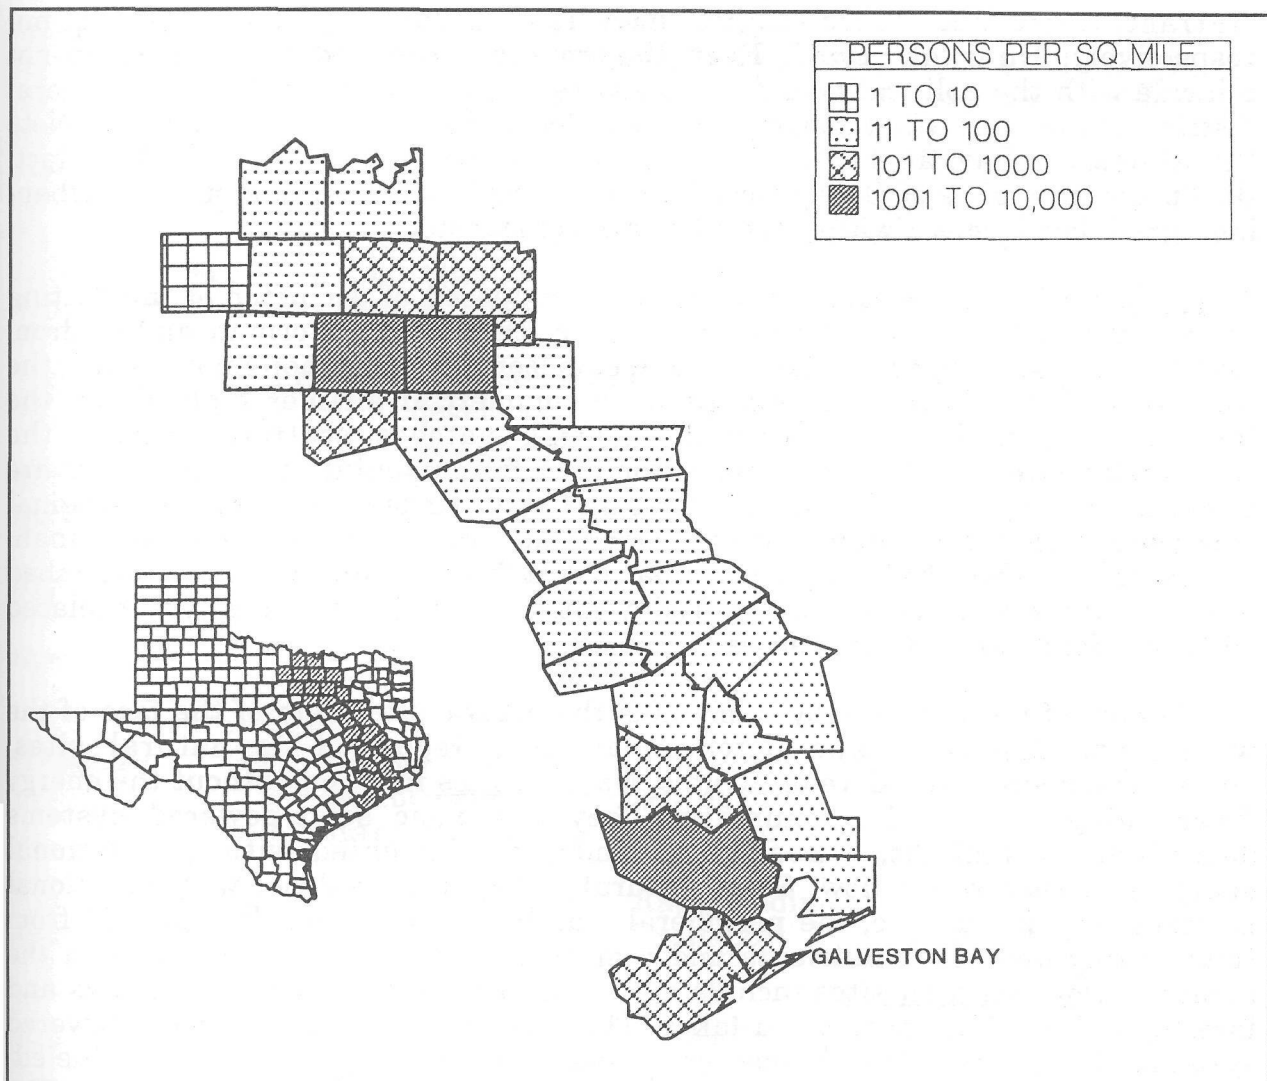 PERSONS PER SQ MILE
1 TO 10
11 TO 100
101 TO 1000
1001 TO 10,000
GALVESTON BAY